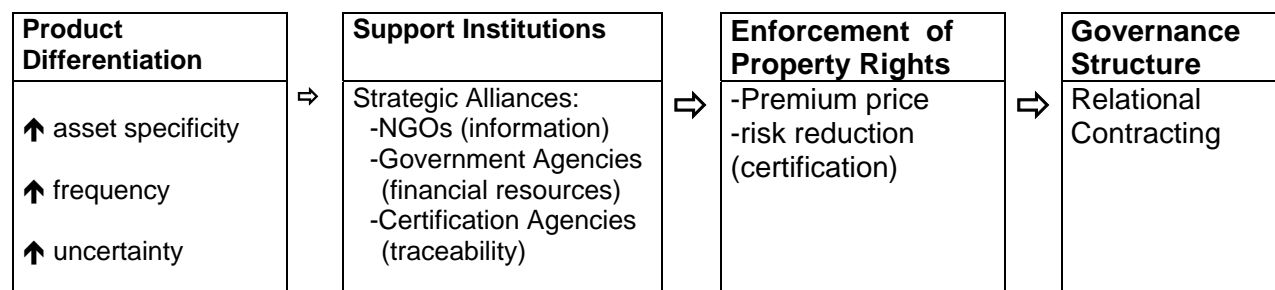 Product
Differentiation
⬆ asset specificity
⬆ frequency
⬆ uncertainty
⇨
Support Institutions
Strategic Alliances:
-NGOs (information)
-Government Agencies
(financial resources)
-Certification Agencies
(traceability)
⇨
Enforcement of
Property Rights
-Premium price
-risk reduction
(certification)
⇨
Governance
Structure
Relational
Contracting